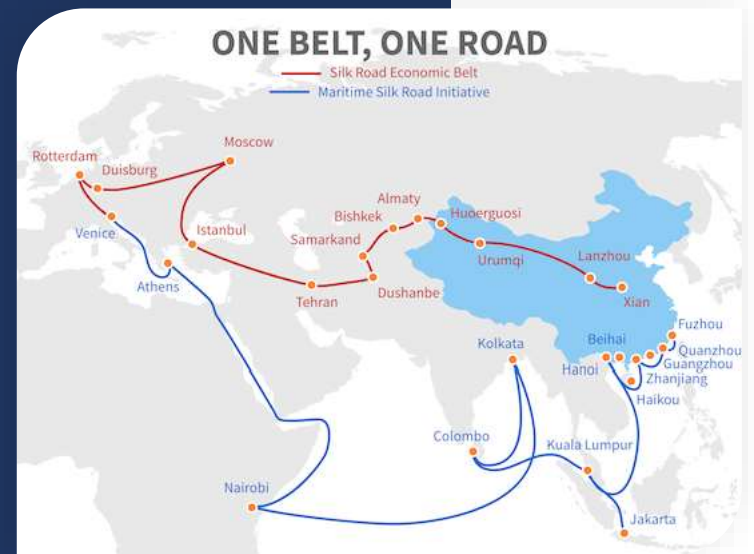 ONE BELT, ONE ROAD
Silk Road Economic Belt
Maritime Silk Road Initiative
Moscow
Rotterdam
Duisburg
Almaty
Bishkek
Huoerguosi
Venice
Istanbul
Samarkand
Urumqi
Lanzhou
Athens
Tehran
Dushanbe
Xian
Fuzhou
Kolkata
Beihai
Quanzhou
Hanoi
Guangzhou
Zhanjiang
Haikou
Colombo
Kuala Lumpur
Nairobi
Jakarta